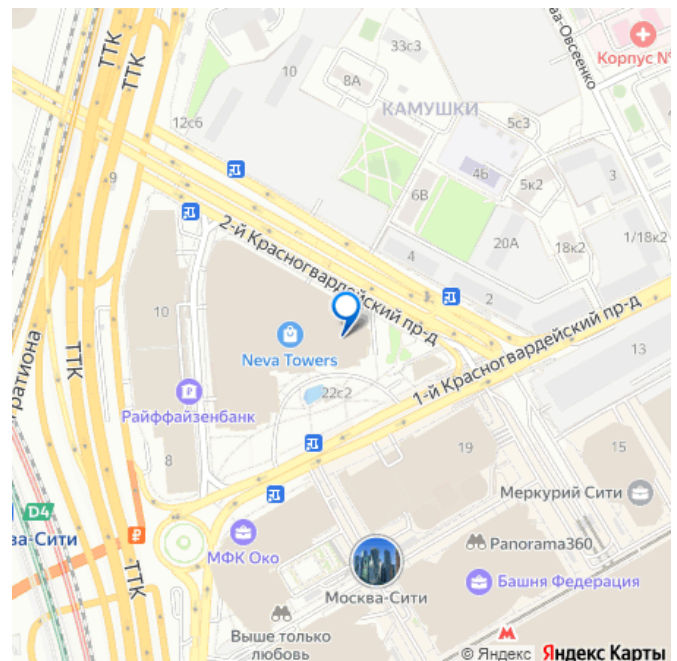 ТТК
ТТК
33с3
ва-Овсеенко
Корпус №
10
8А
КАМУШКИ
12с6
5с3
9
4б
6В
5к2
3
2-й Красногвардейский пр-д
20А
18к2
1/18к2
4
2
10
1-й Красногвардейский пр-д
ТТК
Neva Towers
13
гратиона
22с2
Райффайзенбанк
8
19
15
Меркурий Сити
D4
ва-Сити
₽
МФК Око
Panorama360
Башня Федерация
ТТК
Москва-Сити
Выше только
любовь
© Яндекс Яндекс Карты